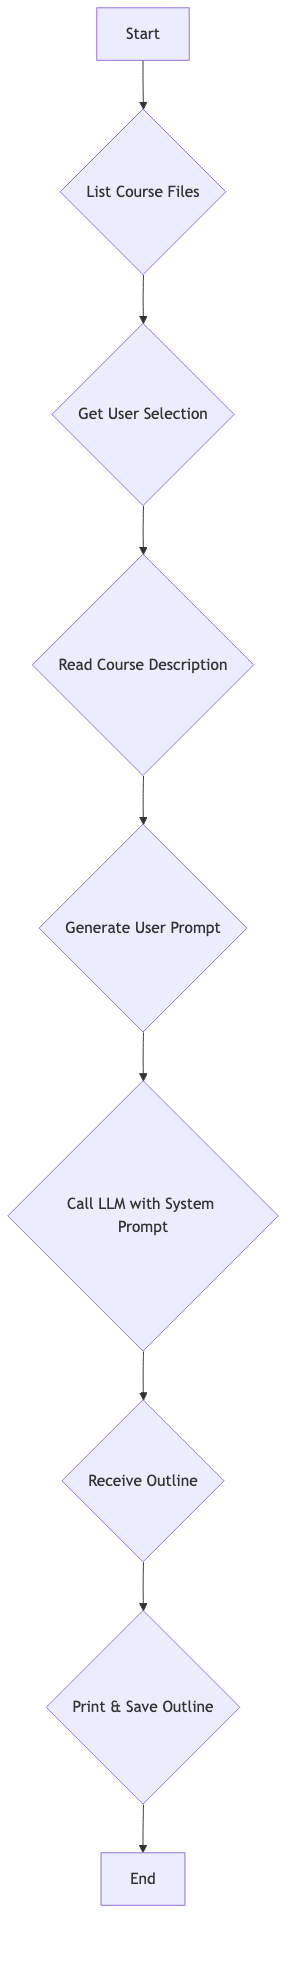 Start
List Course Files
Get User Selection
Read Course Description
Generate User Prompt
Call LLM with System
Prompt
Receive Outline
Print & Save Outline
End